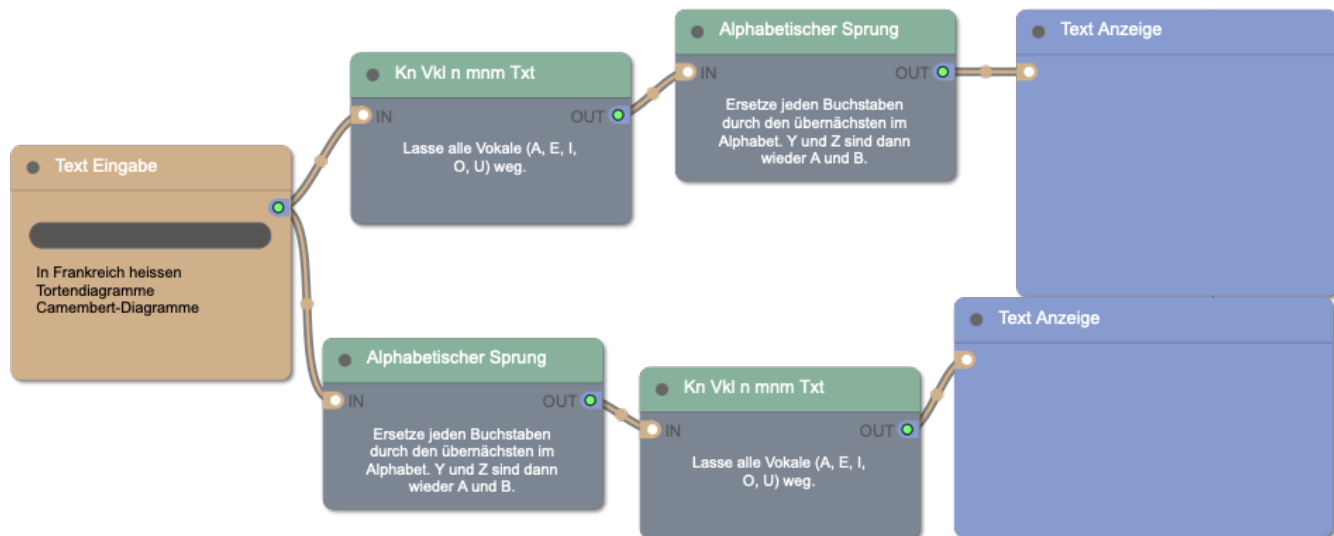 Text Eingabe
In Frankreich heissen
Tortendiagramme
Camembert-Diagramme
Kn Vkl n mnm Txt
IN
OUT
Lasse alle Vokale (A, E, I,
O, U) weg.
Alphabetischer Sprung
IN
OUT
Ersetze jeden Buchstaben
durch den übernächsten im
Alphabet. Y und Z sind dann
wieder A und B.
Text Anzeige
Alphabetischer Sprung
IN
OUT
Ersetze jeden Buchstaben
durch den übernächsten im
Alphabet. Y und Z sind dann
wieder A und B.
Kn Vkl n mnm Txt
IN
OUT
Lasse alle Vokale (A, E, I,
O, U) weg.
Text Anzeige